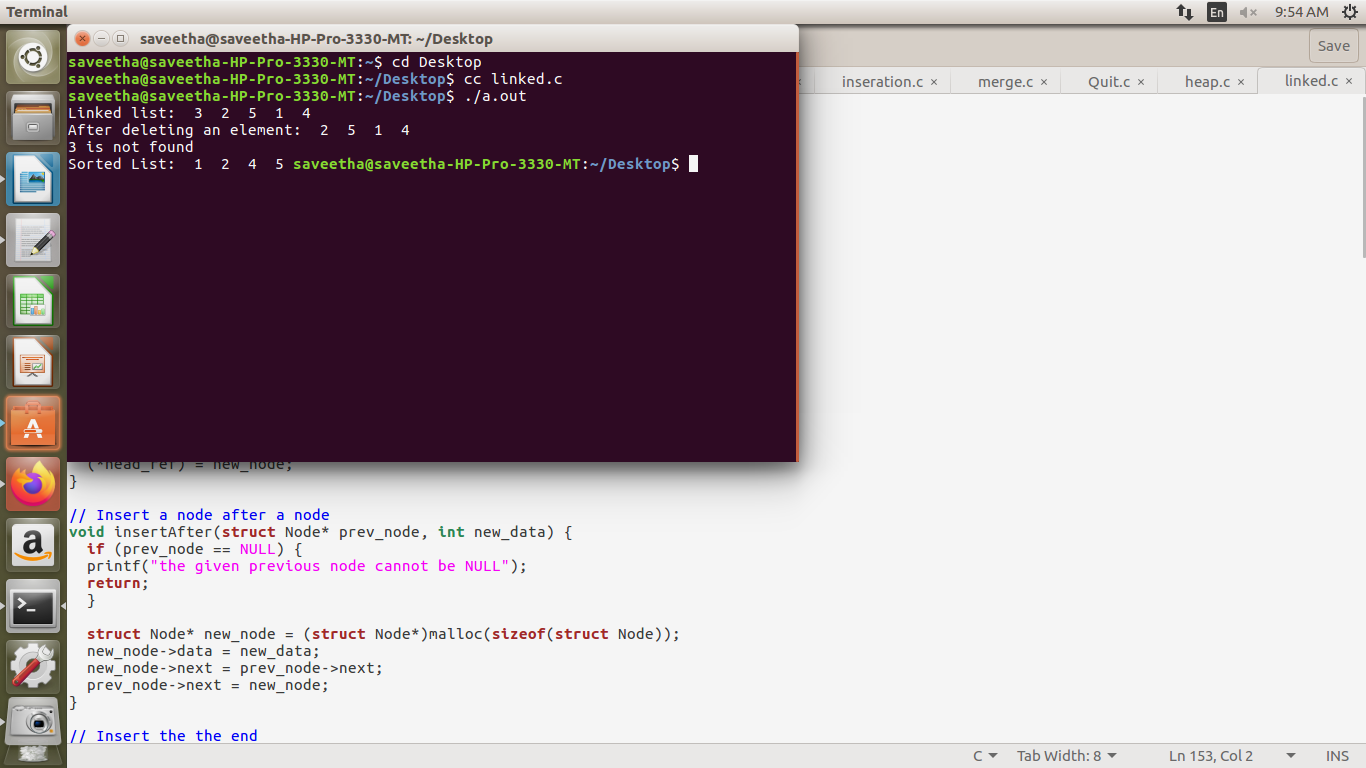 Terminal
En
9:54 AM
saveetha@saveetha-HP-Pro-3330-MT: ~/Desktop
Save
inseration.c × merge.c × Quit.c × heap.c × linked.c ×
saveetha@saveetha-HP-Pro-3330-MT:~$ cd Desktop
saveetha@saveetha-HP-Pro-3330-MT:~/Desktop$ cc linked.c
saveetha@saveetha-HP-Pro-3330-MT:~/Desktop$ ./a.out
Linked list:  3  2  5  1  4
After deleting an element:  2  5  1  4
3 is not found
Sorted List:  1  2  4  5 saveetha@saveetha-HP-Pro-3330-MT:~/Desktop$
(*head_ref) = new_node;
}
// Insert a node after a node
void insertAfter(struct Node* prev_node, int new_data) {
  if (prev_node == NULL) {
  printf("the given previous node cannot be NULL");
  return;
  }
  struct Node* new_node = (struct Node*)malloc(sizeof(struct Node));
  new_node->data = new_data;
  new_node->next = prev_node->next;
  prev_node->next = new_node;
}
// Insert the the end
C Tab Width: 8 Ln 153, Col 2 INS